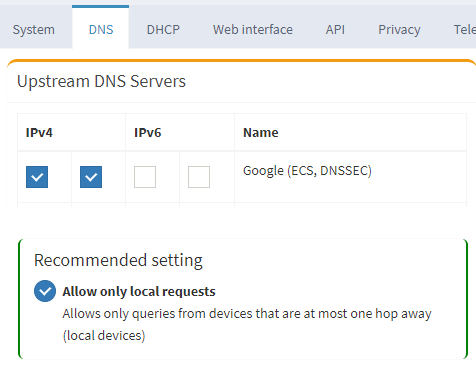 System DNS DHCP Web interface API Privacy Tele
Upstream DNS Servers
IPv4 IPv6 Name
Google (ECS, DNSSEC)
Recommended setting
Allow only local requests
Allows only queries from devices that are at most one hop away
(local devices)